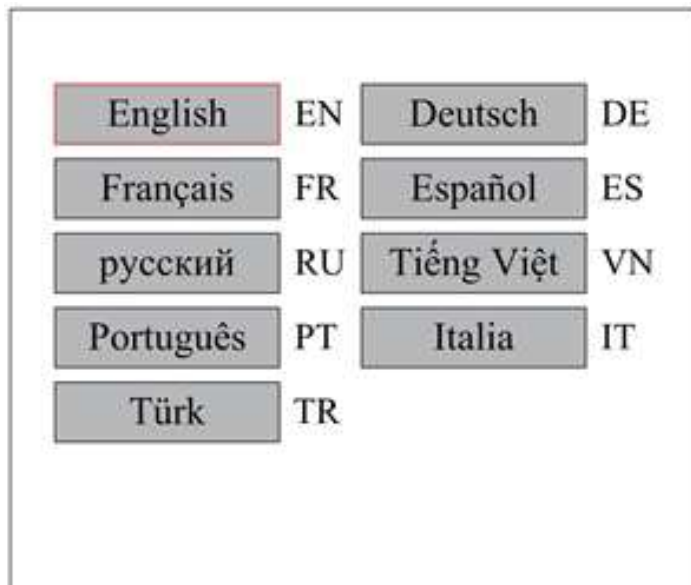 English EN Deutsch DE
Français FR Español ES
русский RU Tiếng Việt VN
Português PT Italia IT
Türk TR